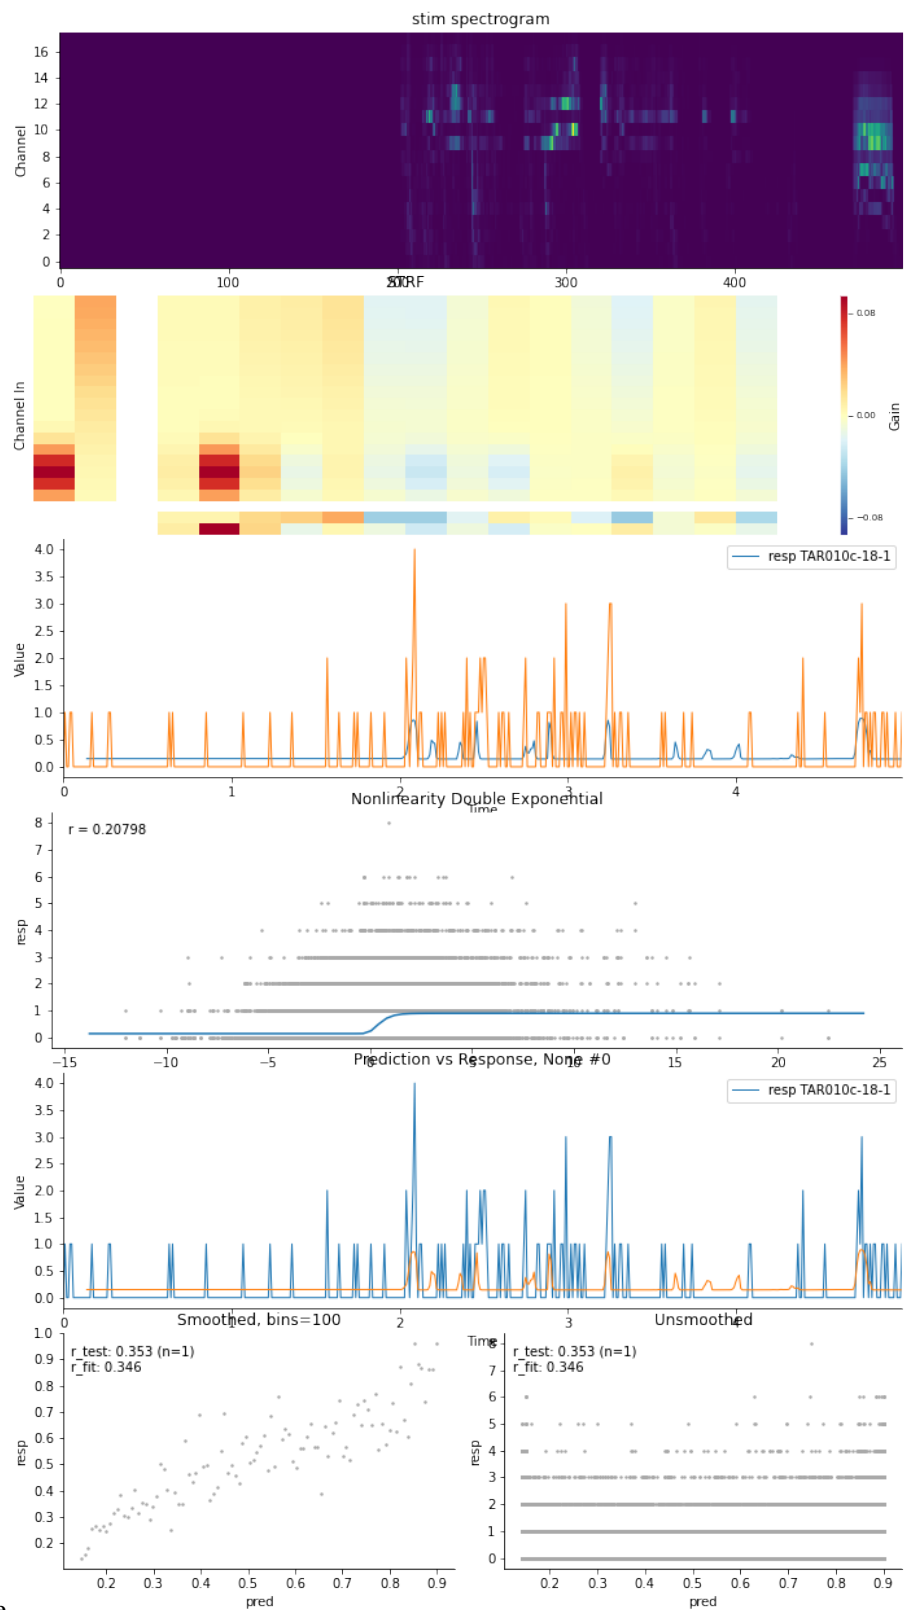 stim spectrogram
Channel
16
14
12
10
8
6
4
2
0
0 100 200 300 400
STRF
Channel In
0.08
0.00
−0.08
Gain
resp TAR010c-18-1
Value
4.0
3.5
3.0
2.5
2.0
1.5
1.0
0.5
0.0
0 1 2 3 4
Time
Nonlinearity Double Exponential
r = 0.20798
resp
8
7
6
5
4
3
2
1
0
−15 −10 −5 0 5 10 15 20 25
Prediction vs Response, None #0
resp TAR010c-18-1
Value
4.0
3.5
3.0
2.5
2.0
1.5
1.0
0.5
0.0
0 1 2 3 4
Time
Smoothed, bins=100
r_test: 0.353 (n=1)
r_fit: 0.346
resp
1.0
0.9
0.8
0.7
0.6
0.5
0.4
0.3
0.2
0.2 0.3 0.4 0.5 0.6 0.7 0.8 0.9
pred
Unsmoothed
r_test: 0.353 (n=1)
r_fit: 0.346
resp
8
7
6
5
4
3
2
1
0
0.2 0.3 0.4 0.5 0.6 0.7 0.8 0.9
pred